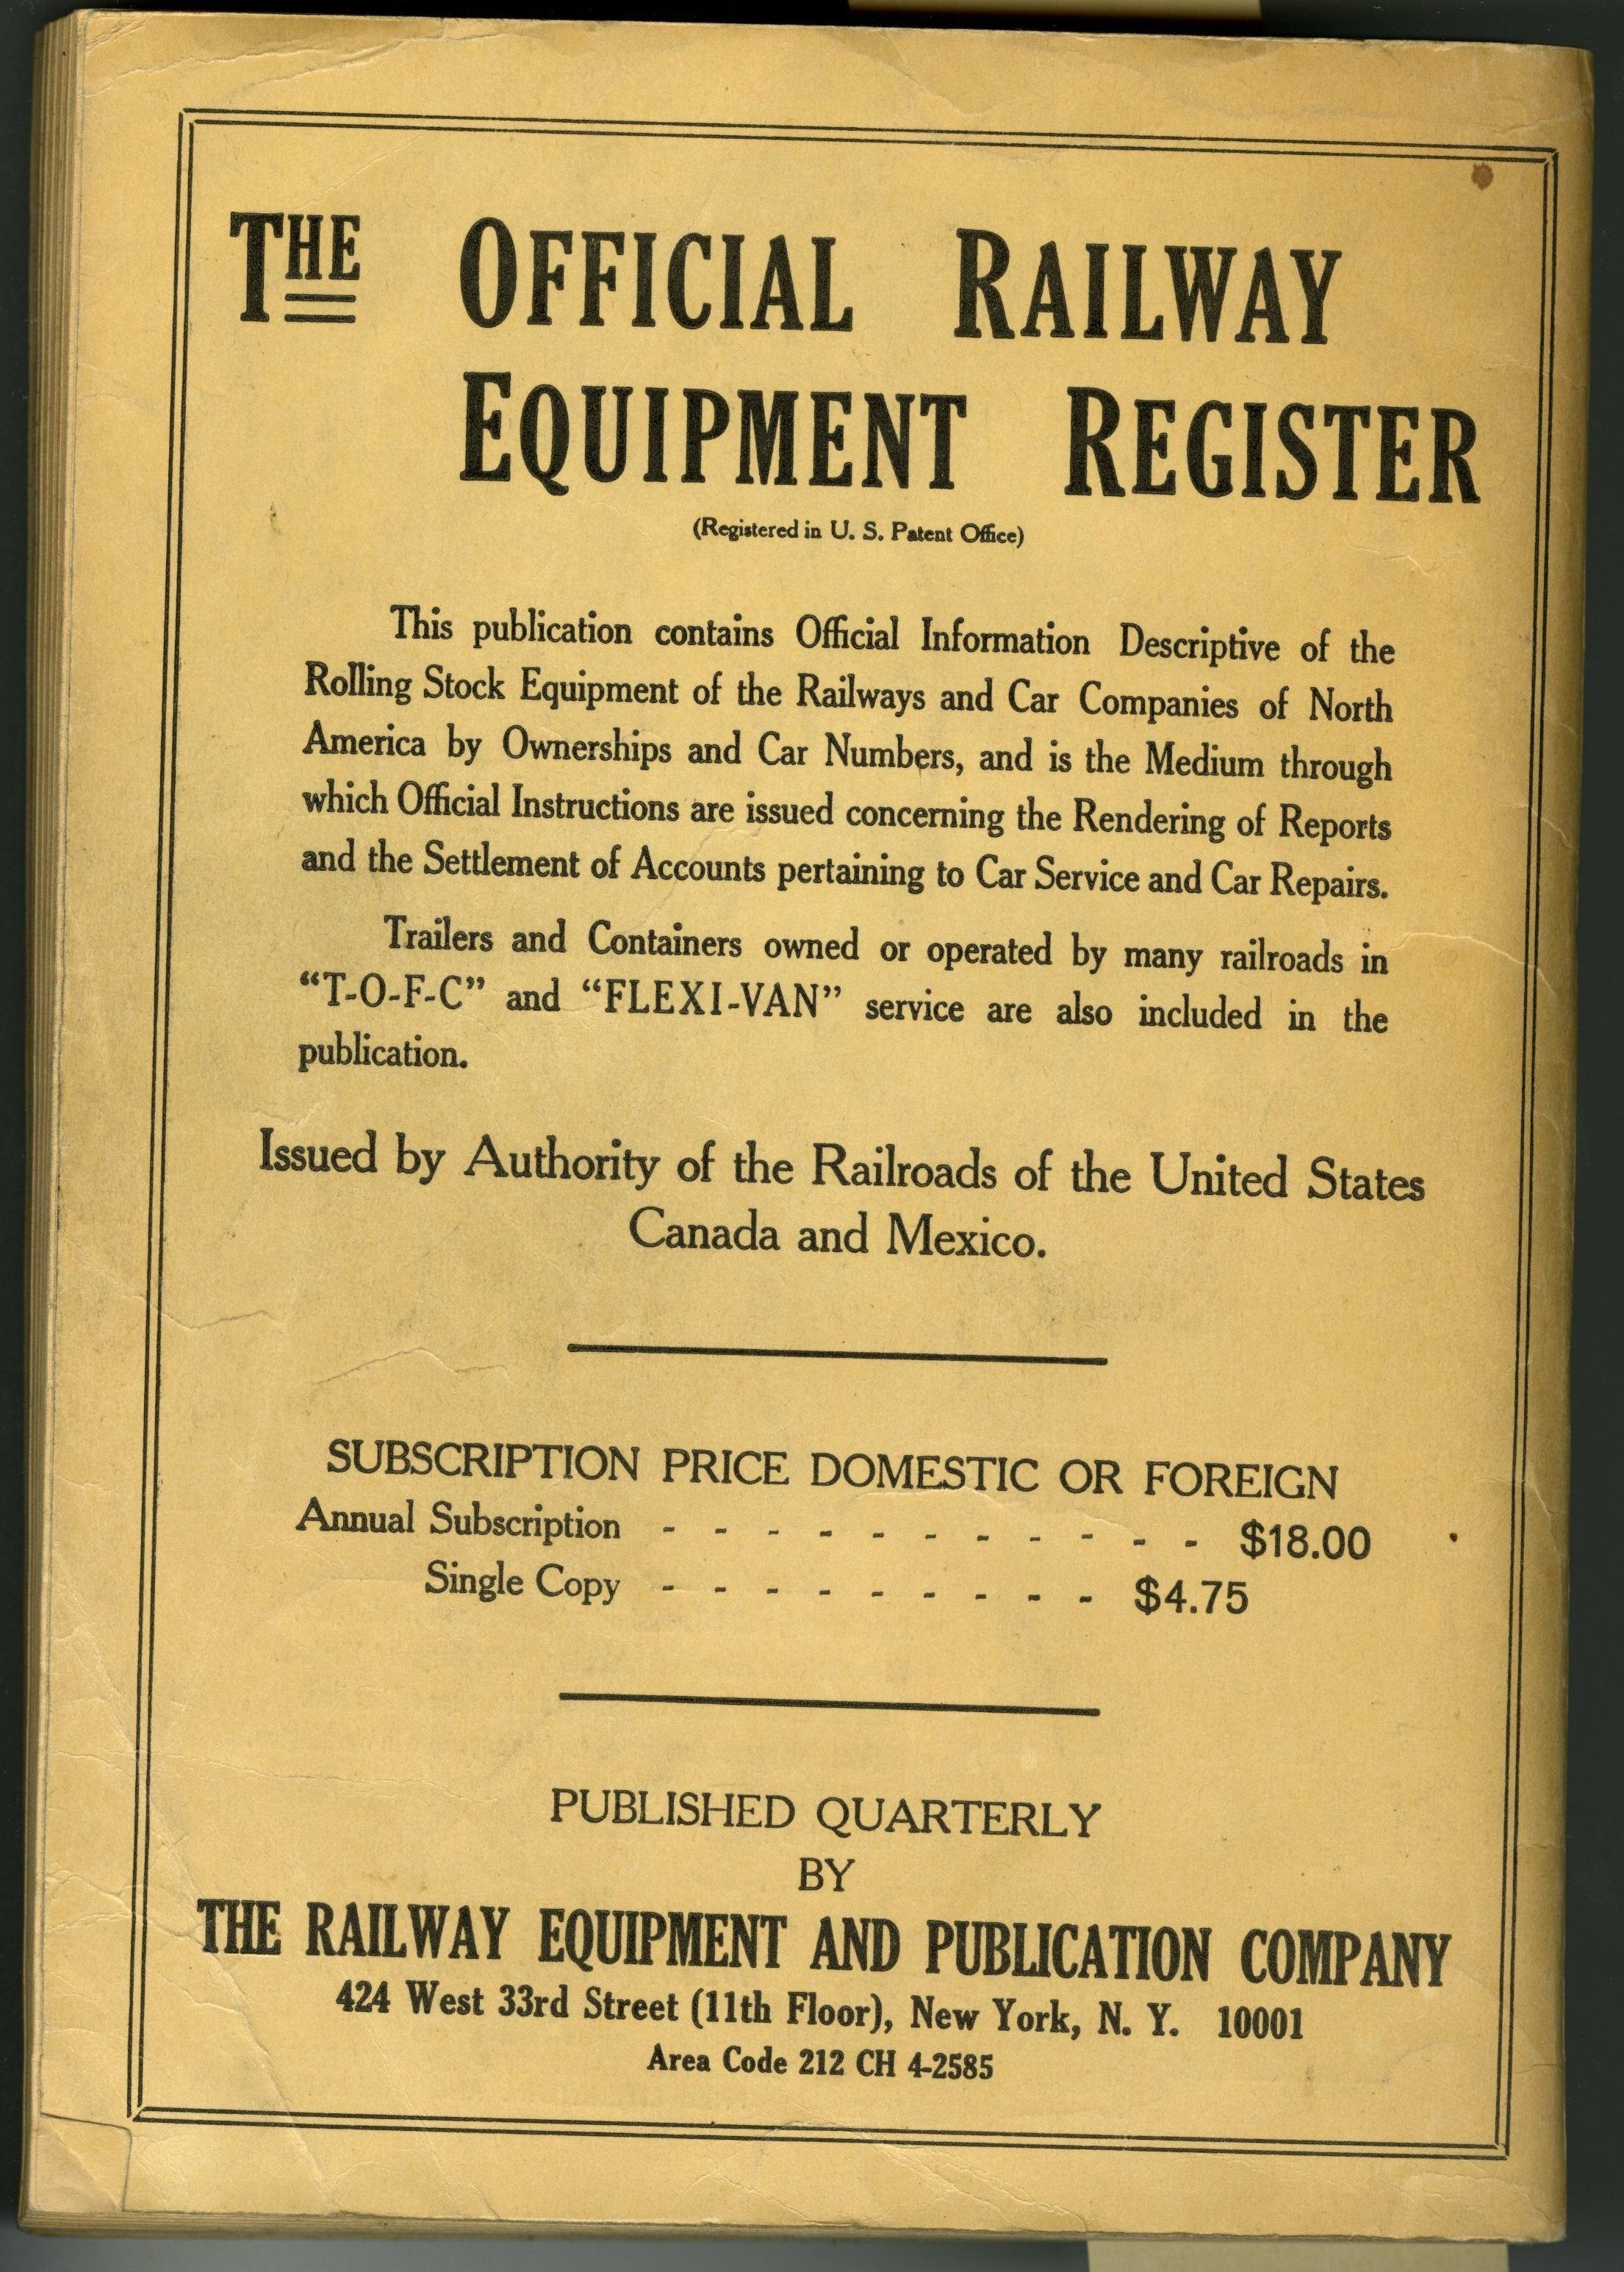 THE OFFICIAL RAILWAY
EQUIPMENT REGISTER
(Registered in U. S. Patent Office)
This publication contains Official Information Descriptive of the
Rolling Stock Equipment of the Railways and Car Companies of North
America by Ownerships and Car Numbers, and is the Medium through
which Official Instructions are issued concerning the Rendering of Reports
and the Settlement of Accounts pertaining to Car Service and Car Repairs.
Trailers and Containers owned or operated by many railroads in
“T-O-F-C” and “FLEXI-VAN” service are also included in the
publication.
Issued by Authority of the Railroads of the United States
Canada and Mexico.
SUBSCRIPTION PRICE DOMESTIC OR FOREIGN
Annual Subscription - - - - - - - - - - - $18.00
Single Copy - - - - - - - - - $4.75
PUBLISHED QUARTERLY
BY
THE RAILWAY EQUIPMENT AND PUBLICATION COMPANY
424 West 33rd Street (11th Floor), New York, N. Y. 10001
Area Code 212 CH 4-2585